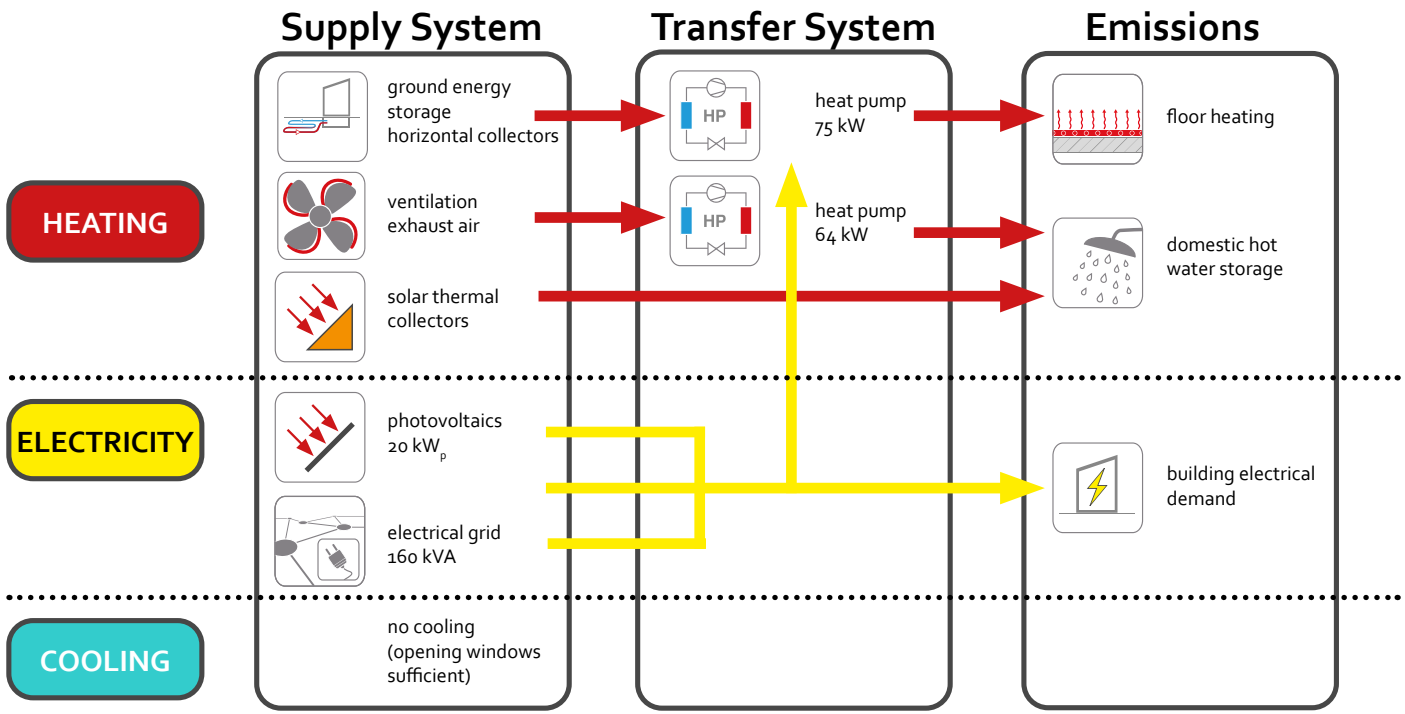 Supply System
Transfer System
Emissions
HEATING
ground energy
storage
horizontal collectors
HP
heat pump
75 kW
floor heating
ventilation
exhaust air
HP
heat pump
64 kW
domestic hot
water storage
solar thermal
collectors
ELECTRICITY
photovoltaics
20 kWp
electrical grid
160 kVA
building electrical
demand
COOLING
no cooling
(opening windows
sufficient)